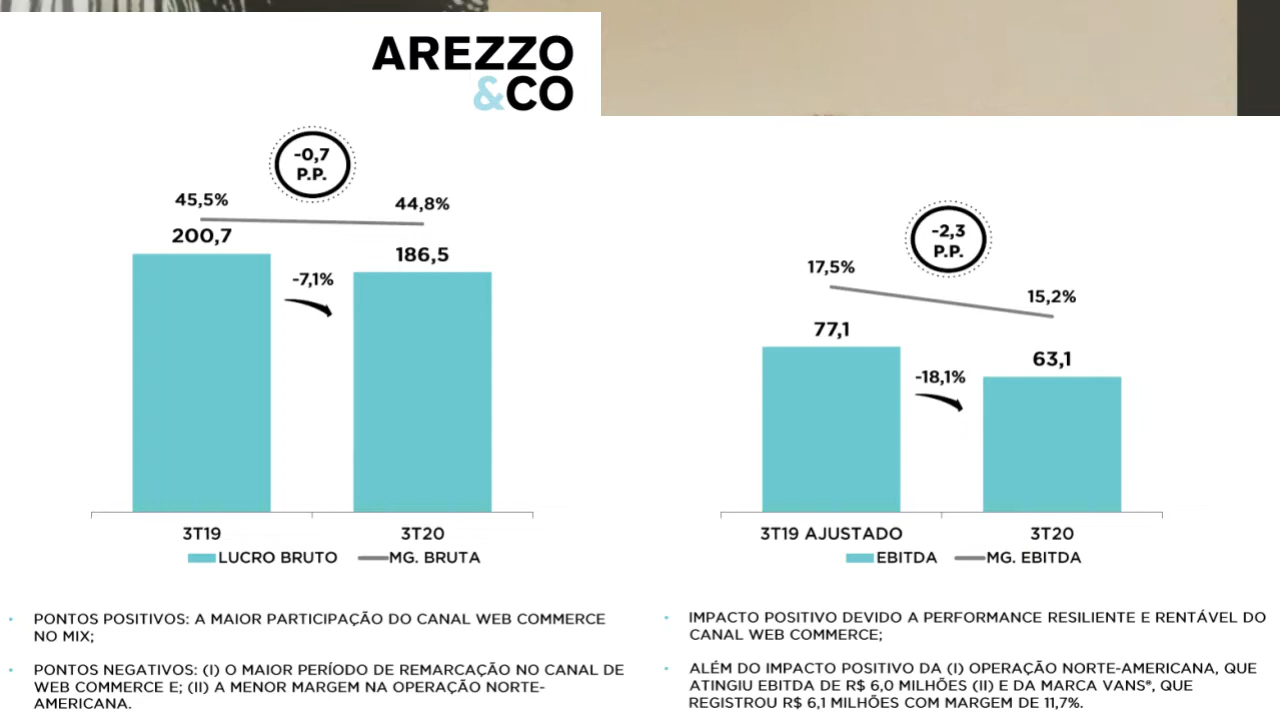 AREZZO
&CO
-0,7
P.P.
45,5%
44,8%
200,7
186,5
-7,1%
3T19
3T20
LUCRO BRUTO
MG. BRUTA
-2,3
P.P.
17,5%
15,2%
77,1
63,1
-18,1%
3T19 AJUSTADO
3T20
EBITDA
MG. EBITDA
• PONTOS POSITIVOS: A MAIOR PARTICIPAÇÃO DO CANAL WEB COMMERCE
NO MIX;
• PONTOS NEGATIVOS: (I) O MAIOR PERÍODO DE REMARCAÇÃO NO CANAL DE
WEB COMMERCE E; (II) A MENOR MARGEM NA OPERAÇÃO NORTE-
AMERICANA.
• IMPACTO POSITIVO DEVIDO A PERFORMANCE RESILIENTE E RENTÁVEL DO
CANAL WEB COMMERCE;
• ALÉM DO IMPACTO POSITIVO DA (I) OPERAÇÃO NORTE-AMERICANA, QUE
ATINGIU EBITDA DE R$ 6,0 MILHÕES (II) E DA MARCA VANS®, QUE
REGISTROU R$ 6,1 MILHÕES COM MARGEM DE 11,7%.